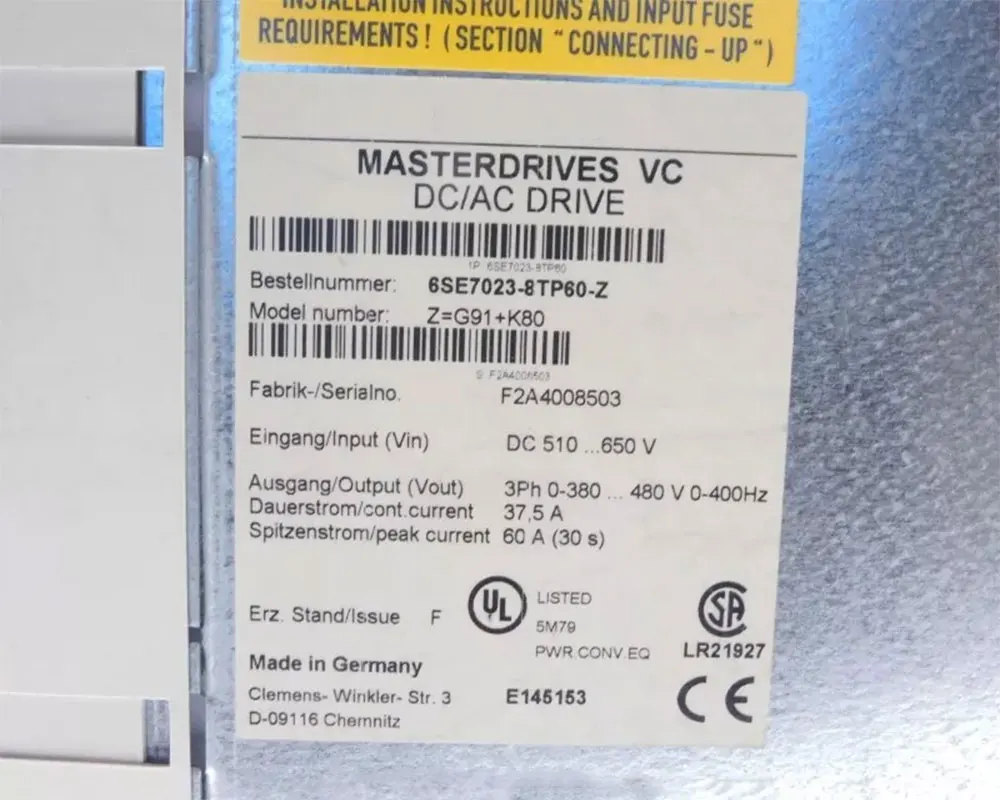 INSTALLATION INSTRUCTIONS AND INPUT FUSE
REQUIREMENTS ! ( SECTION “ CONNECTING – UP “ )
MASTERDRIVES VC
DC/AC DRIVE
1P 6SE7023-8TP60
Bestellnummer: 6SE7023-8TP60-Z
Model number: Z=G91+K80
S F2A4008503
Fabrik-/Serialno. F2A4008503
Eingang/Input (Vin) DC 510 ...650 V
Ausgang/Output (Vout) 3Ph 0-380 ... 480 V 0-400Hz
Dauerstrom/cont.current 37,5 A
Spitzenstrom/peak current 60 A (30 s)
Erz. Stand/Issue F
UL LISTED
5M79
PWR.CONV.EQ
SA
LR21927
Made in Germany
Clemens- Winkler- Str. 3 E145153
D-09116 Chemnitz
CE